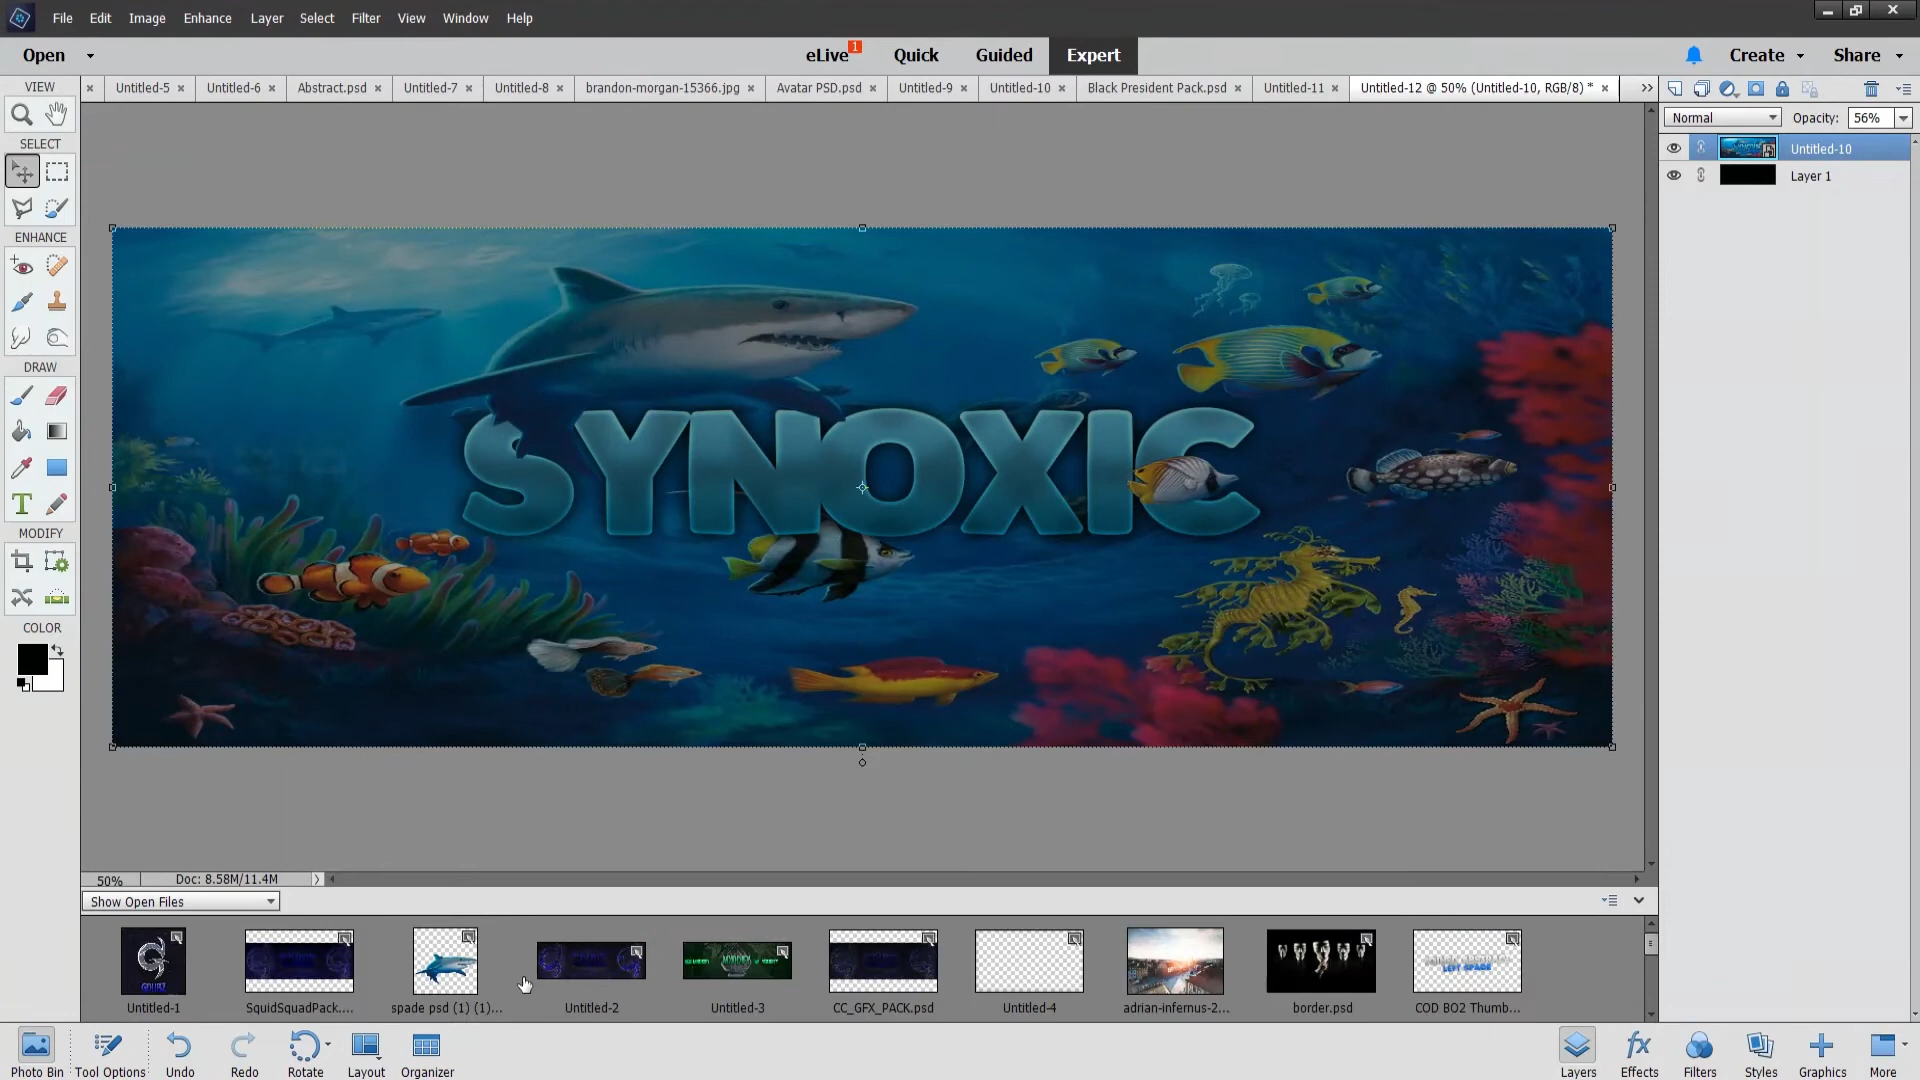 File Edit Image Enhance Layer Select Filter View Window Help
Open eLive 1 Quick Guided Expert Create Share
VIEW
Untitled-5 × Untitled-6 × Abstract.psd × Untitled-7 × Untitled-8 × brandon-morgan-15366.jpg × Avatar PSD.psd × Untitled-9 × Untitled-10 × Black President Pack.psd × Untitled-11 × Untitled-12 @ 50% (Untitled-10, RGB/8) * ×
Normal Opacity: 56%
SELECT
Untitled-10
Layer 1
ENHANCE
DRAW
SYNOXIC
MODIFY
COLOR
50% Doc: 8.58M/11.4M
Show Open Files
LEFT SPADE
Untitled-1 SquidSquadPack.... spade psd (1) (1)... Untitled-2 Untitled-3 CC_GFX_PACK.psd Untitled-4 adrian-infernus-2... border.psd COD BO2 Thumb...
Photo Bin Tool Options Undo Redo Rotate Layout Organizer Layers Effects Filters Styles Graphics More